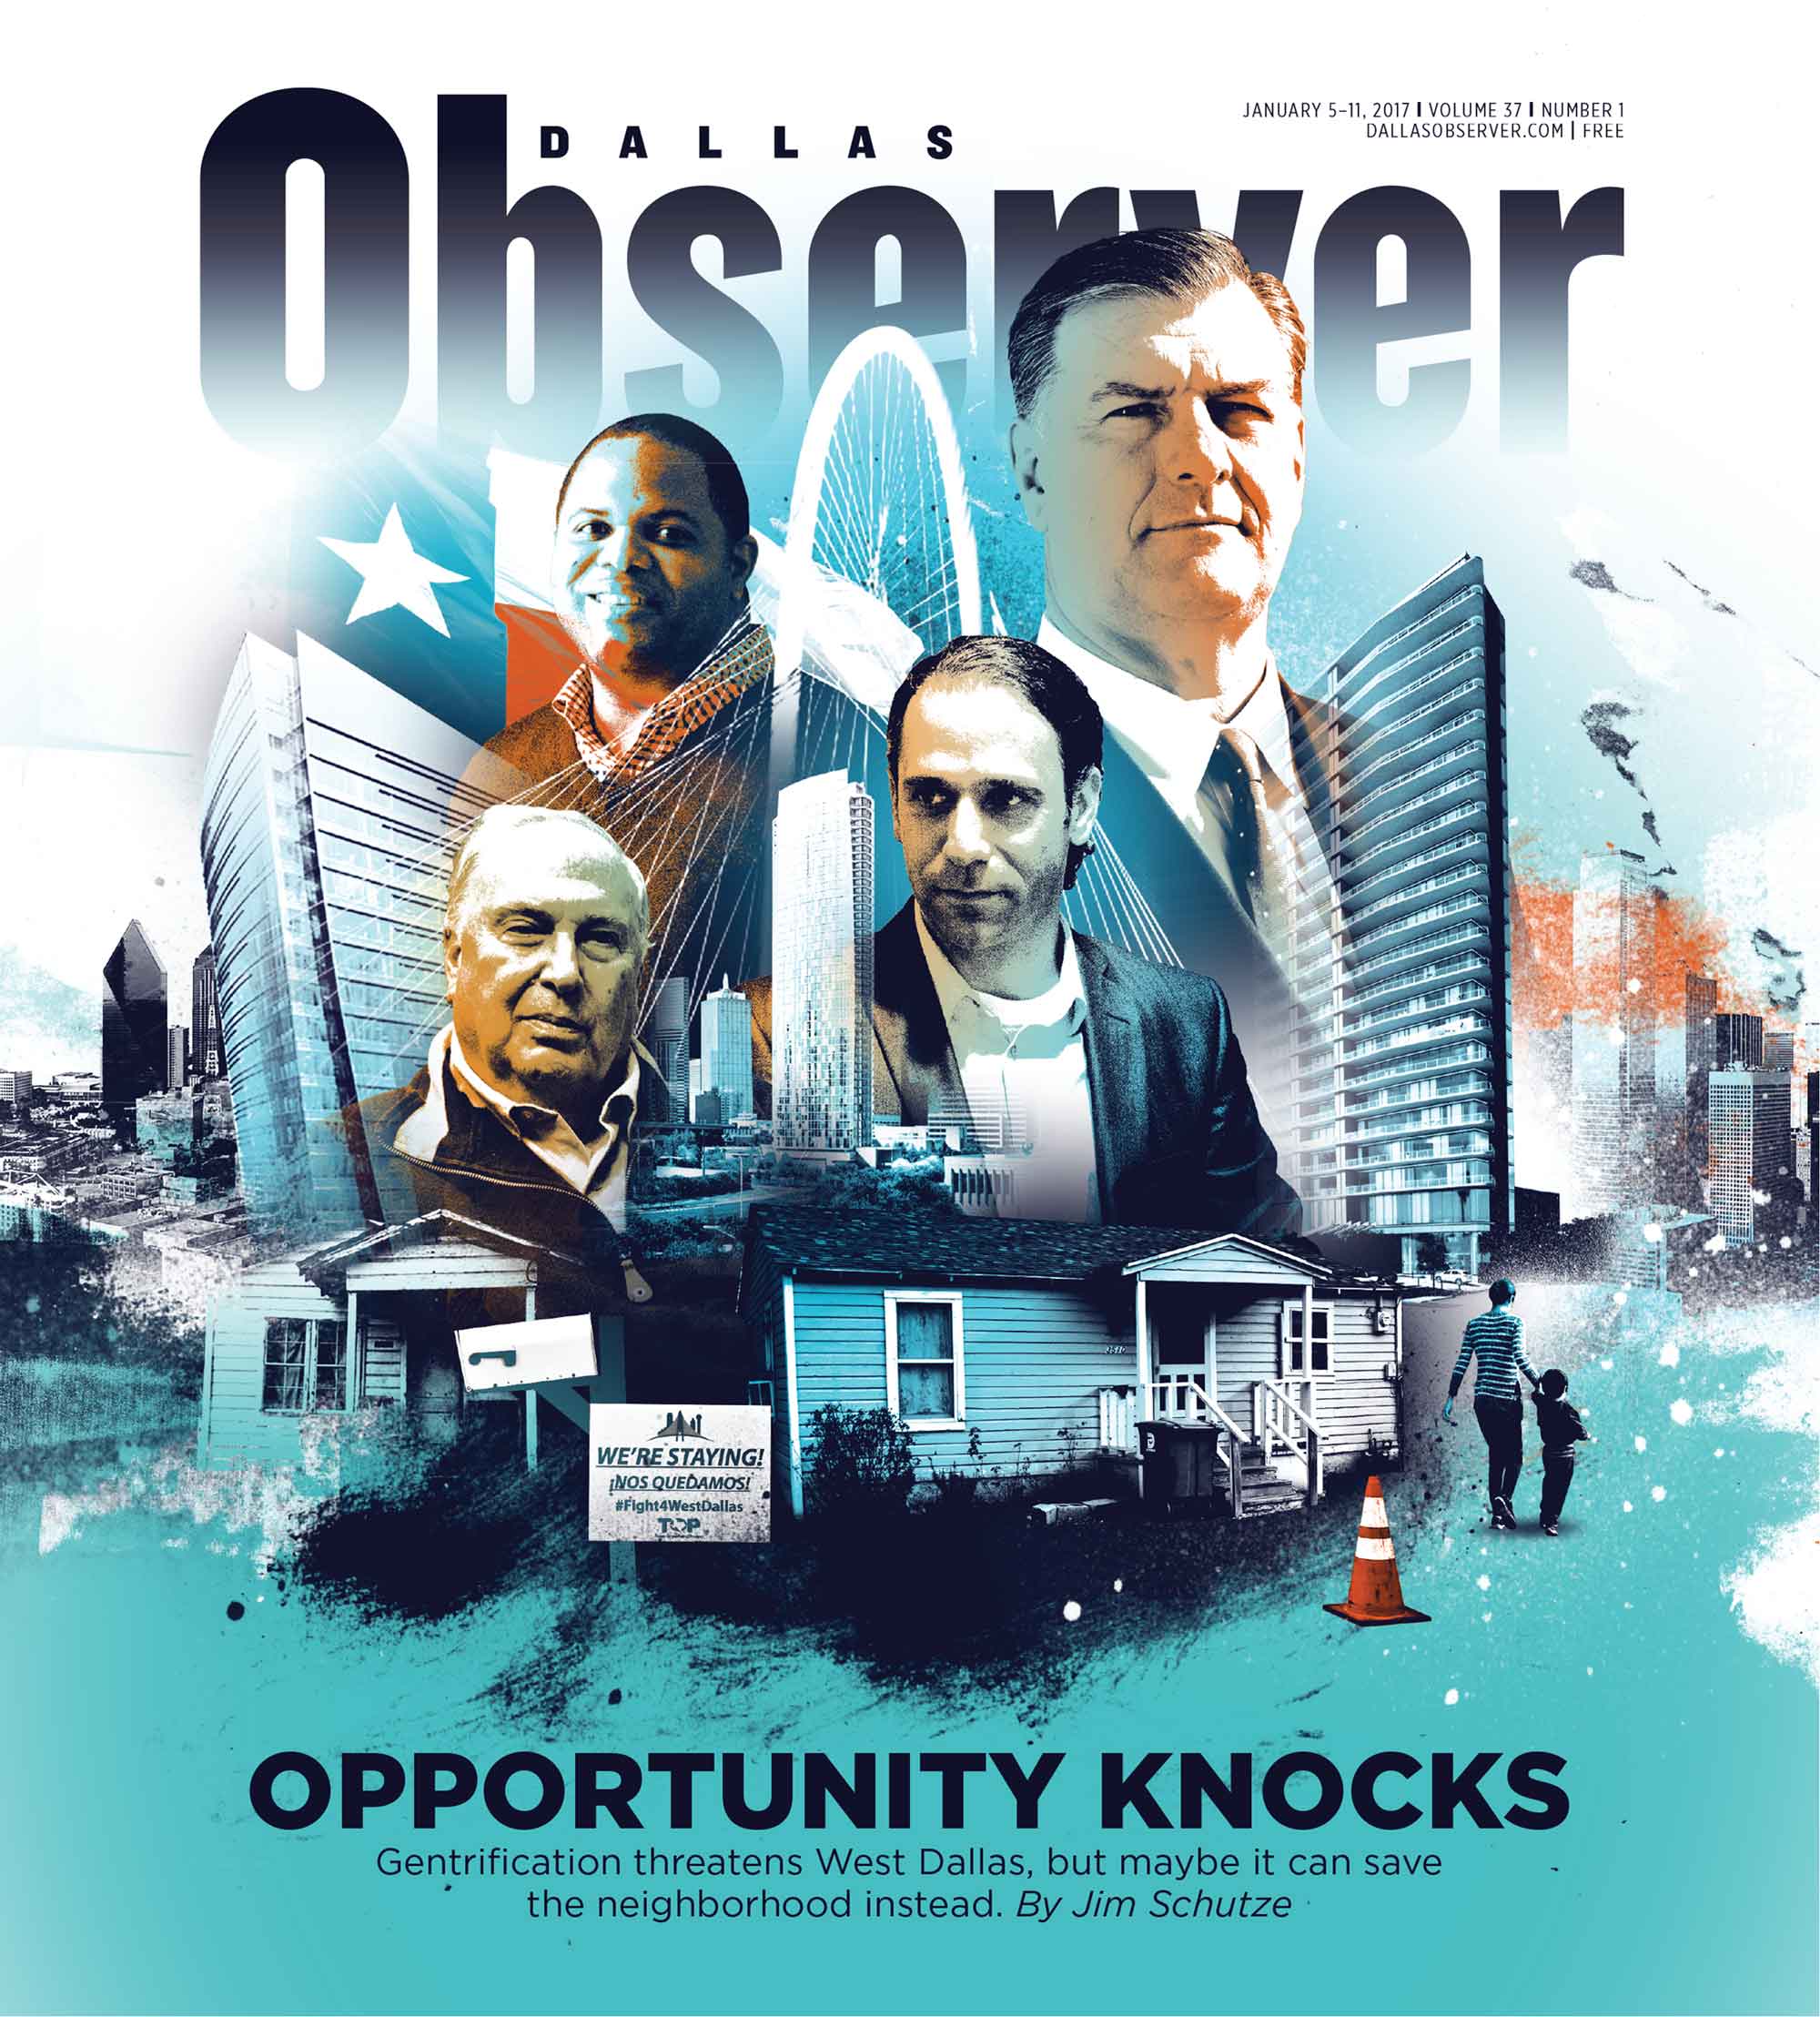 JANUARY 5–11, 2017 I VOLUME 37 I NUMBER 1
DALLASOBSERVER.COM | FREE
DALLAS
Observer
3510
WE'RE STAYING!
¡NOS QUEDAMOS!
#Fight4WestDallas
TOP
OPPORTUNITY KNOCKS
Gentrification threatens West Dallas, but maybe it can save
the neighborhood instead. By Jim Schutze